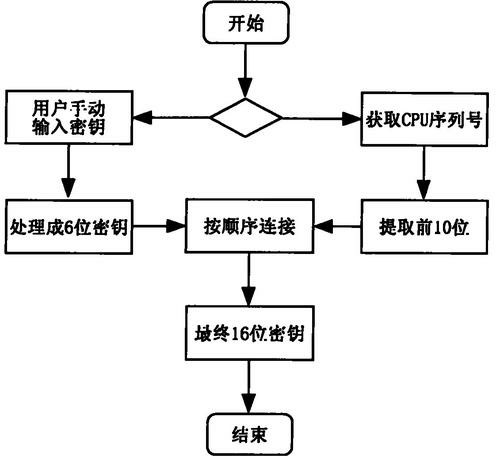 开始
用户手动
输入密钥
获取CPU序列号
处理成6位密钥
按顺序连接
提取前10位
最终16位密钥
结束